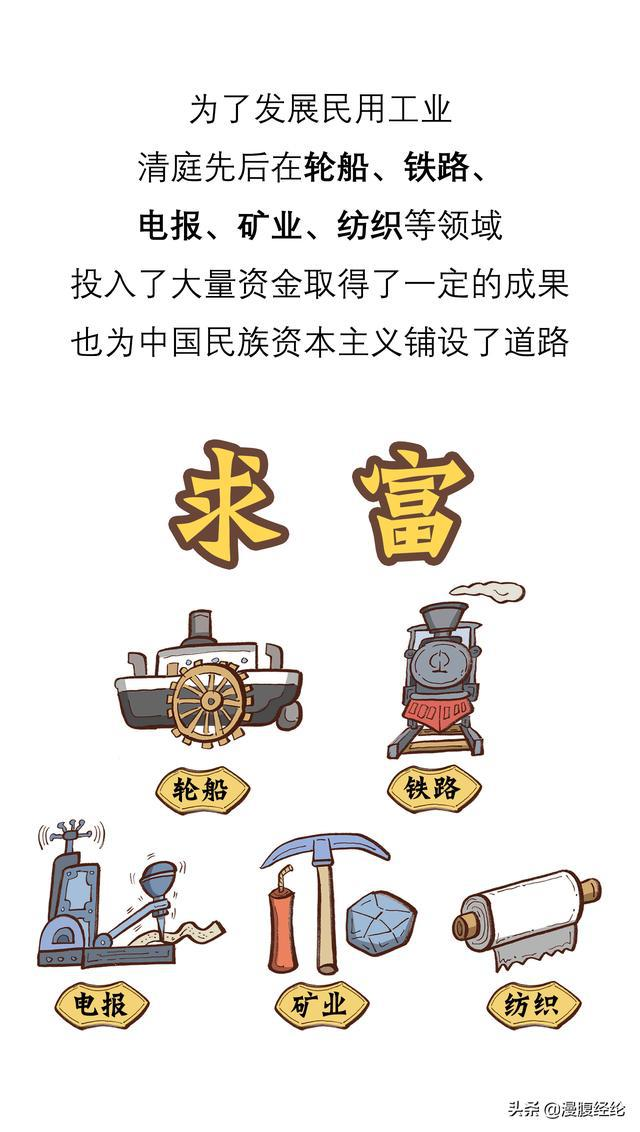 为了发展民用工业
清庭先后在轮船、铁路、
电报、矿业、纺织等领域
投入了大量资金取得了一定的成果
也为中国民族资本主义铺设了道路
求富
轮船
铁路
电报
矿业
纺织
头条 @漫腹经纶